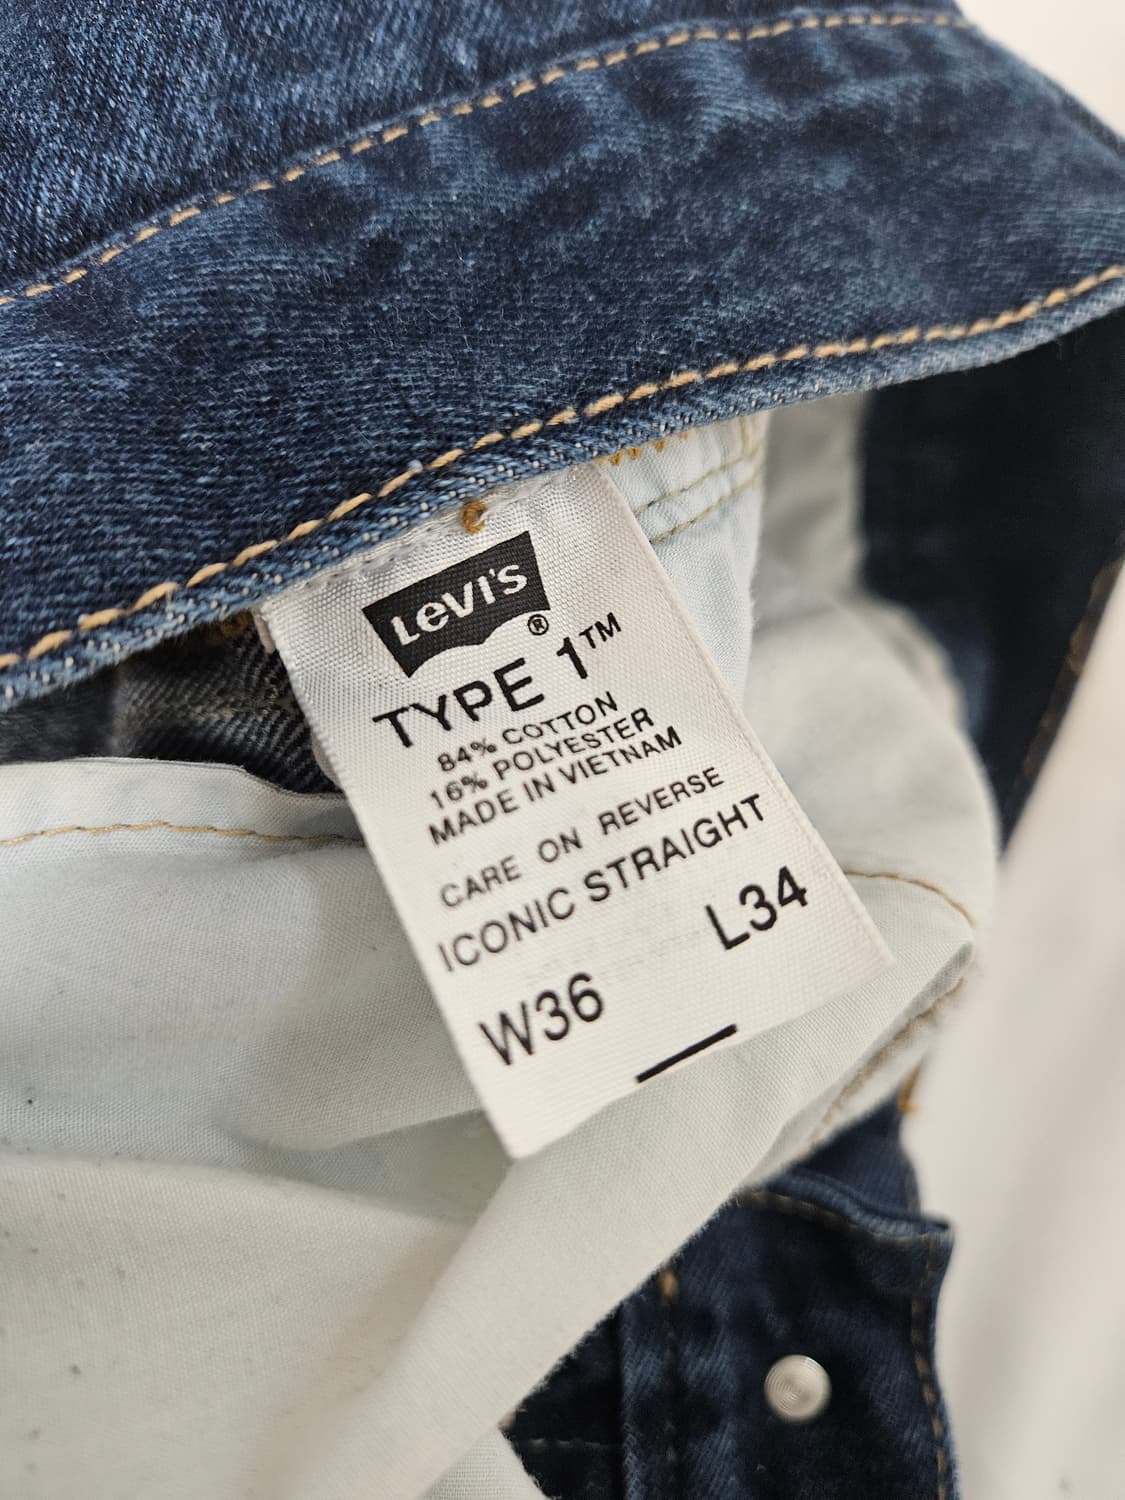 LEVI'S®
TYPE 1™
84% COTTON
16% POLYESTER
MADE IN VIETNAM
CARE ON REVERSE
ICONIC STRAIGHT
W36 L34